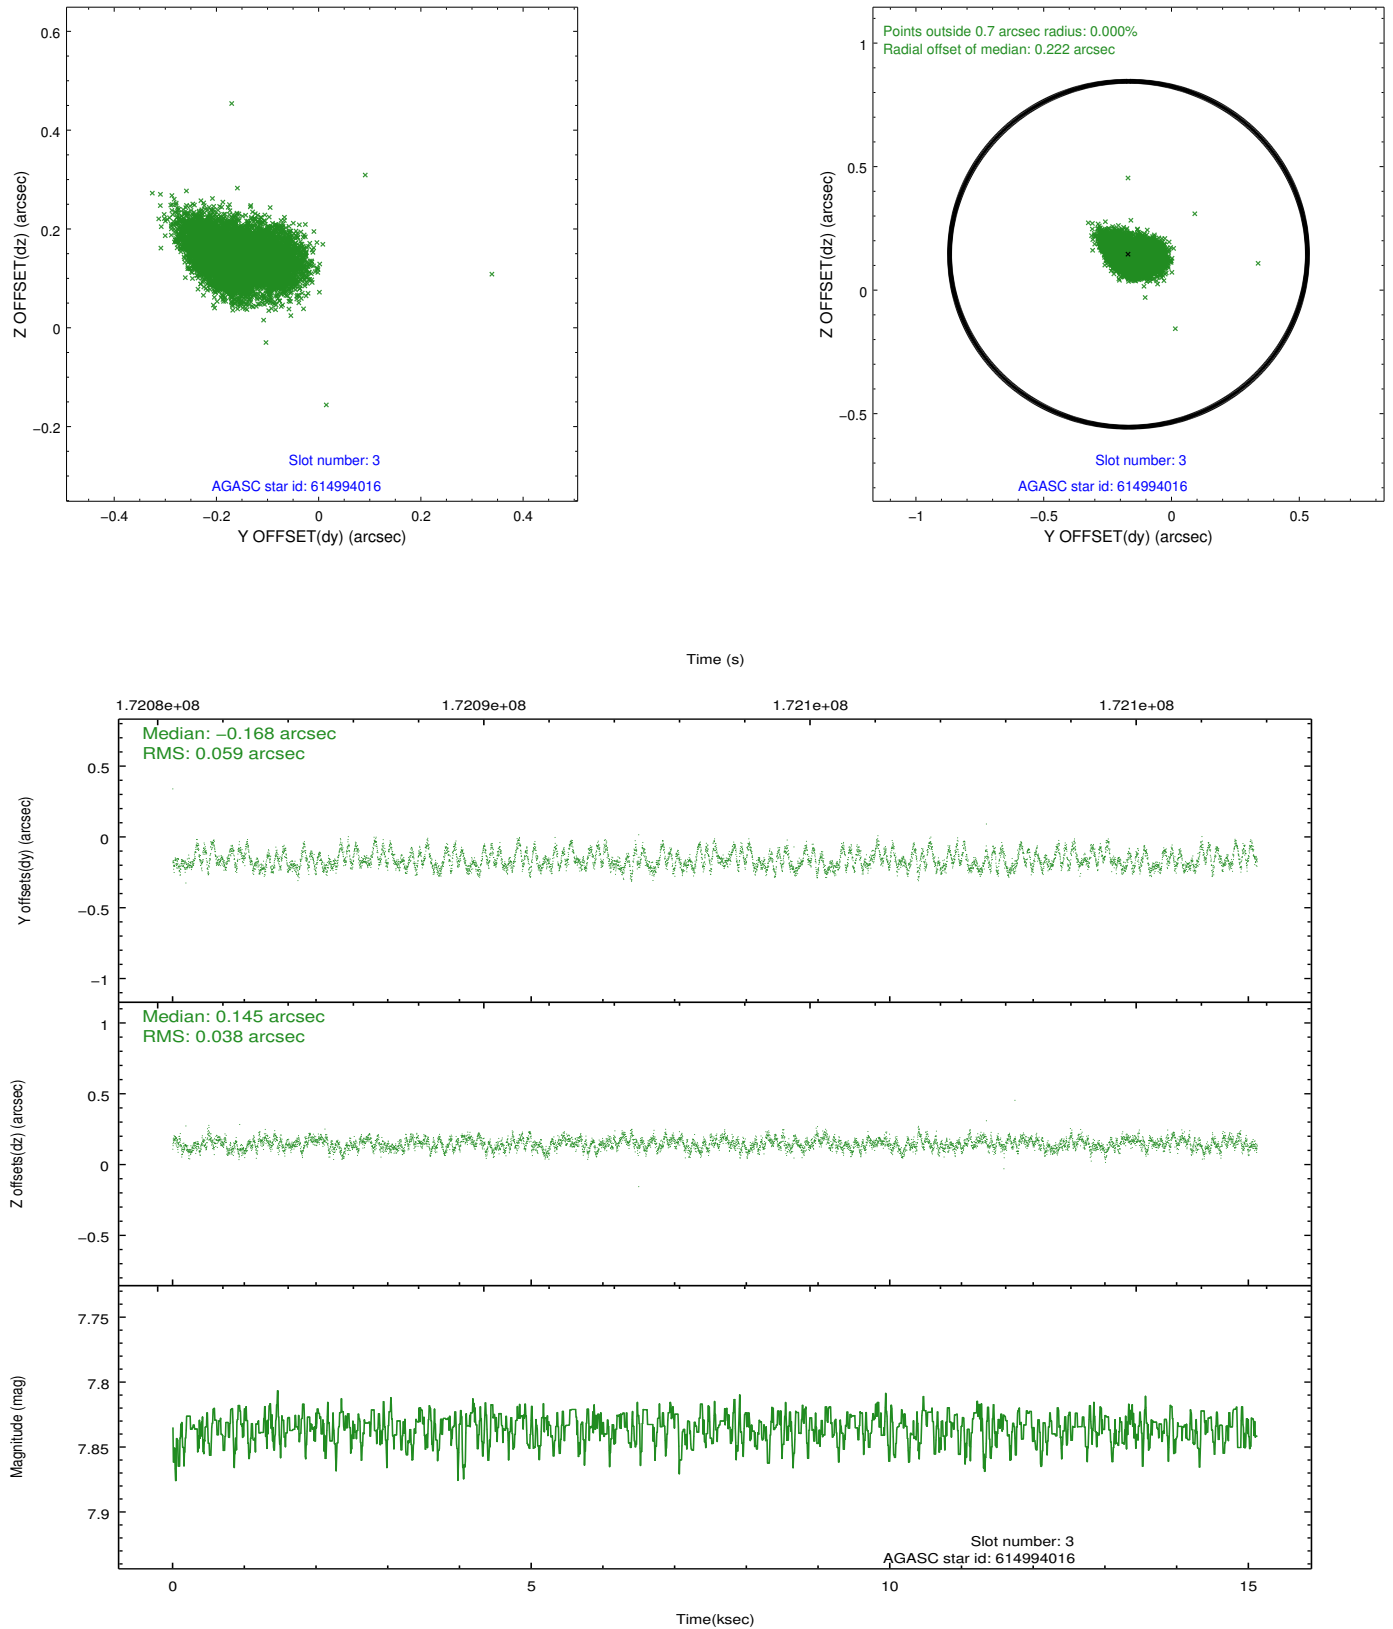 0.6
0.4
0.2
0
−0.2
Z OFFSET(dz) (arcsec)
Slot number: 3
AGASC star id: 614994016
−0.4 −0.2 0 0.2 0.4
Y OFFSET(dy) (arcsec)
Points outside 0.7 arcsec radius: 0.000%
Radial offset of median: 0.222 arcsec
1
0.5
0
−0.5
Z OFFSET(dz) (arcsec)
Slot number: 3
AGASC star id: 614994016
−1 −0.5 0 0.5
Y OFFSET(dy) (arcsec)
Time (s)
1.7208e+08 1.7209e+08 1.721e+08 1.721e+08
Median: −0.168 arcsec
RMS: 0.059 arcsec
0.5
0
−0.5
−1
Y offsets(dy) (arcsec)
Median: 0.145 arcsec
RMS: 0.038 arcsec
1
0.5
0
−0.5
Z offsets(dz) (arcsec)
7.75
7.8
7.85
7.9
Magnitude (mag)
Slot number: 3
AGASC star id: 614994016
0 5 10 15
Time(ksec)